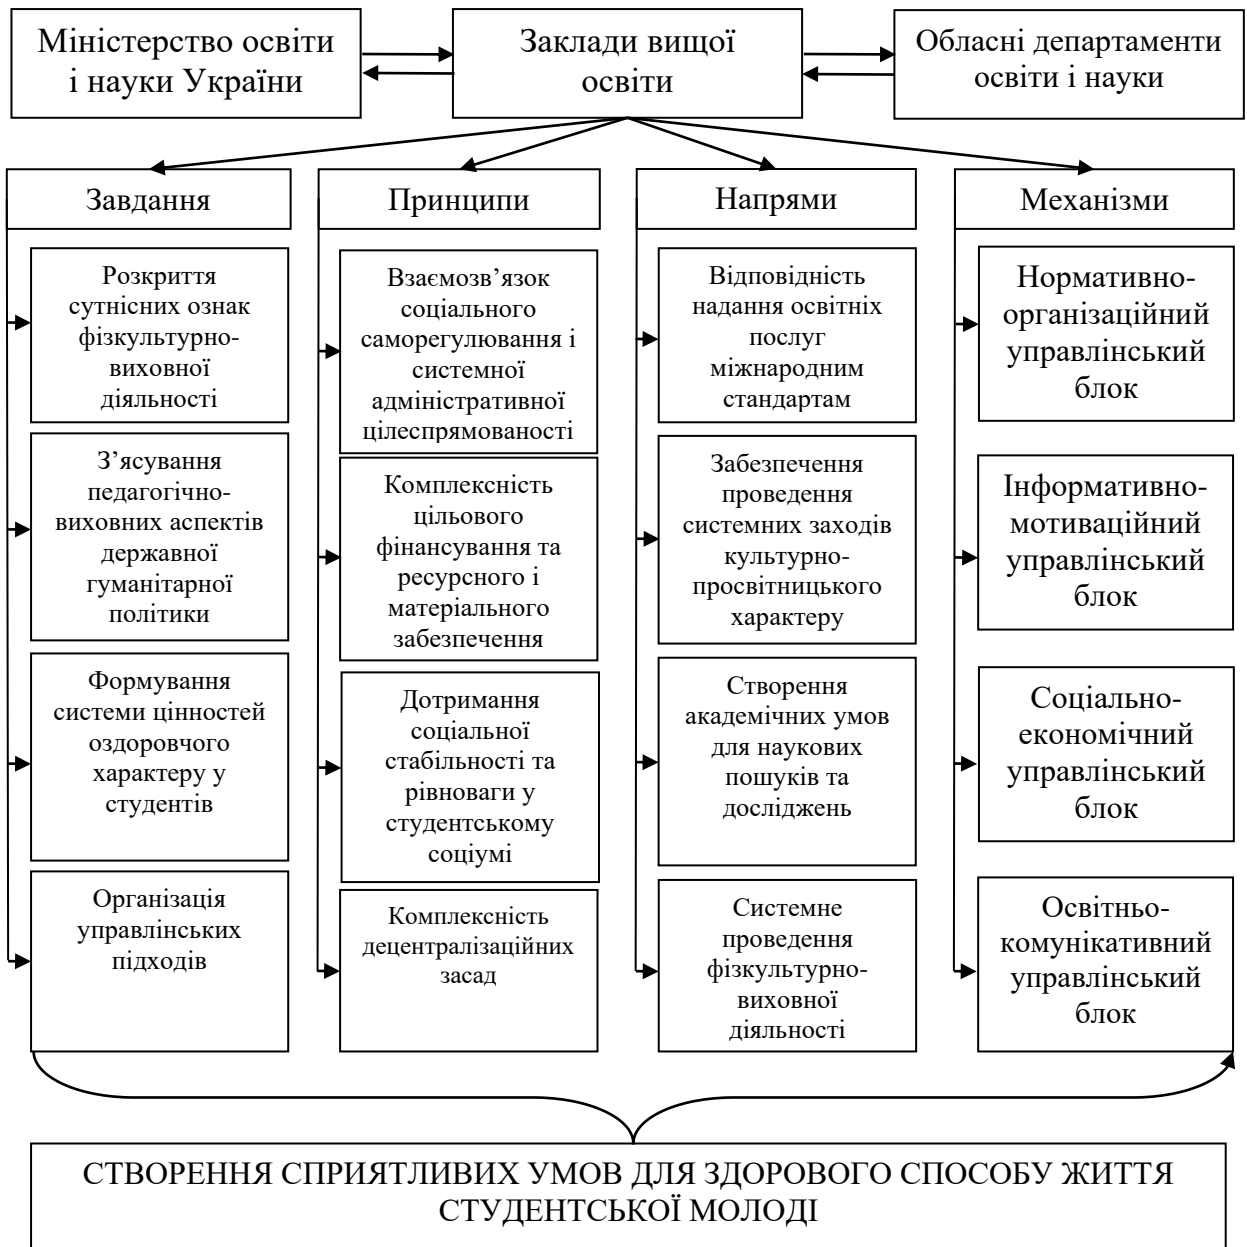 Міністерство освіти
і науки України
Заклади вищої
освіти
Обласні департаменти
освіти і науки
Завдання
Розкриття
сутнісних ознак
фізкультурно-
виховної
діяльності
З’ясування
педагогічно-
виховних аспектів
державної
гуманітарної
політики
Формування
системи цінностей
оздоровчого
характеру у
студентів
Організація
управлінських
підходів
Принципи
Взаємозв’язок
соціального
саморегулювання і
системної
адміністративної
цілеспрямованості
Комплексність
цільового
фінансування та
ресурсного і
матеріального
забезпечення
Дотримання
соціальної
стабільності та
рівноваги у
студентському
соціумі
Комплексність
децентралізаційних
засад
Напрями
Відповідність
надання освітніх
послуг
міжнародним
стандартам
Забезпечення
проведення
системних заходів
культурно-
просвітницького
характеру
Створення
академічних умов
для наукових
пошуків та
досліджень
Системне
проведення
фізкультурно-
виховної
діяльності
Механізми
Нормативно-
організаційний
управлінський
блок
Інформативно-
мотиваційний
управлінський
блок
Соціально-
економічний
управлінський
блок
Освітньо-
комунікативний
управлінський
блок
СТВОРЕННЯ СПРИЯТЛИВИХ УМОВ ДЛЯ ЗДОРОВОГО СПОСОБУ ЖИТТЯ
СТУДЕНТСЬКОЇ МОЛОДІ